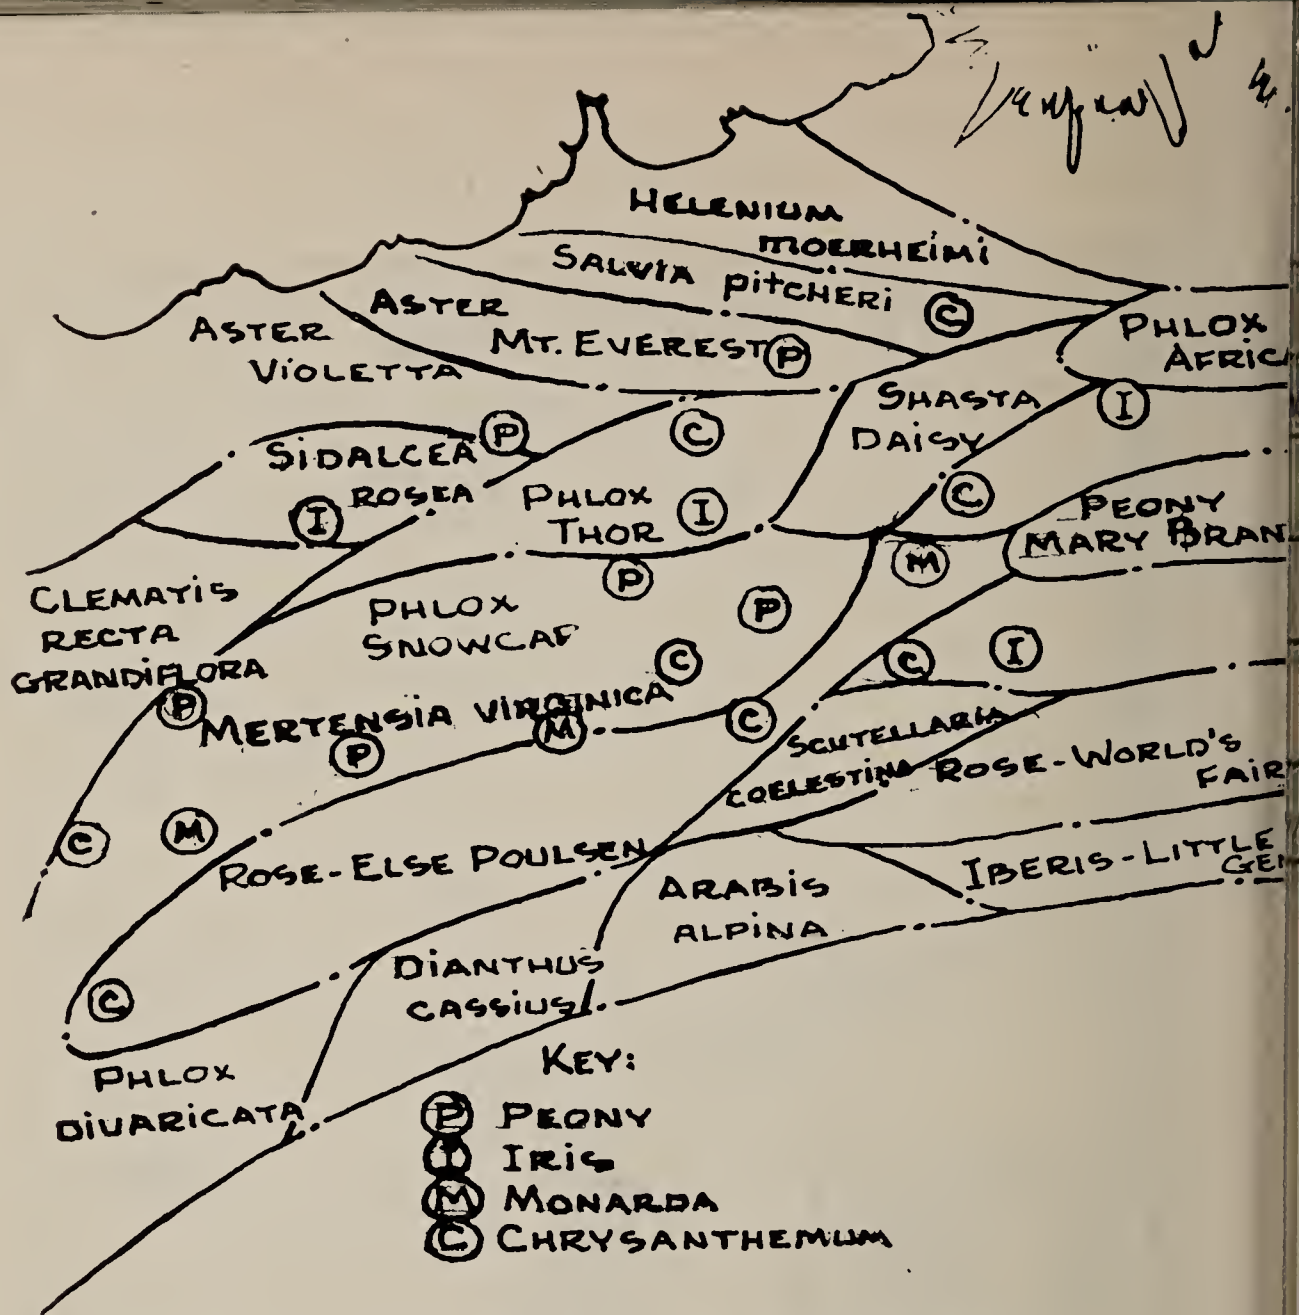 HELENIUM
MOERHEIMI
SALVIA PITCHERI
C
ASTER
MT. EVEREST P
ASTER
VIOLETTA
PHLOX
AFRICA
SHASTA
DAISY
I
P
C
SIDALCEA
ROSEA
I
PHLOX
THOR I
C
PEONY
MARY BRAN
M
P
P
CLEMATIS
RECTA
GRANDIFLORA
PHLOX
SNOWCAP
C
C
I
P
MERTENSIA VIRGINICA
P
M
C
SCUTELLARIA
COELESTINA
ROSE-WORLD'S
FAIR
C
M
ROSE-ELSE POULSEN
IBERIS-LITTLE
GEM
ARABIS
ALPINA
DIANTHUS
CASSIUS
C
PHLOX
DIVARICATA
KEY:
P PEONY
I IRIS
M MONARDA
C CHRYSANTHEMUM